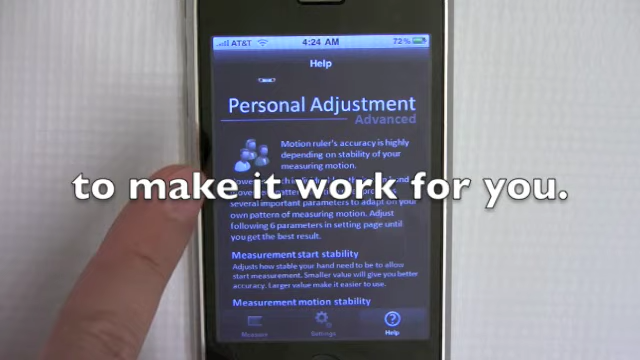 AT&T 4:24 AM 72%
Help
Personal Adjustment
Advanced
Motion ruler's accuracy is highly
depending on stability of your
measuring motion.
to make it work for you.
several important parameters to adapt on your
own pattern of measuring motion. Adjust
following 6 parameters in setting page until
you get the best result.
Measurement start stability
Adjusts how stable your hand need to be to allow
start measurement. Smaller value will give you better
accuracy. Larger value make it easier to use.
Measurement motion stability
Measure Settings Help